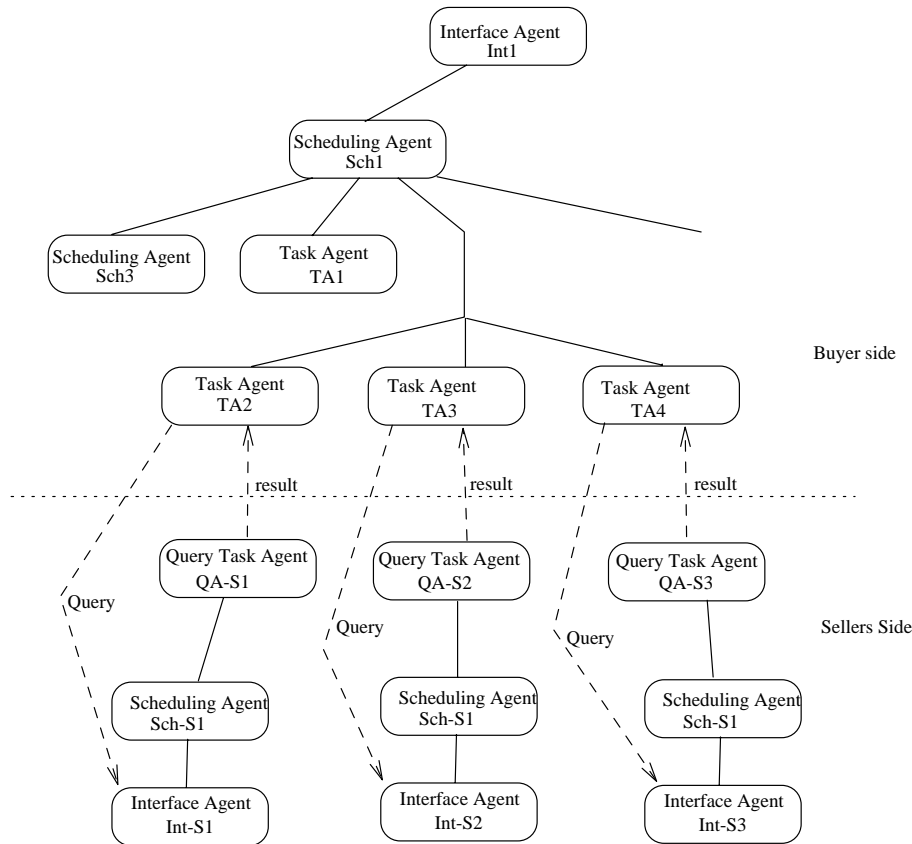 Interface Agent
Int1
Scheduling Agent
Sch1
Scheduling Agent
Sch3
Task Agent
TA1
Buyer side
Task Agent
TA2
Task Agent
TA3
Task Agent
TA4
result
result
result
Query Task Agent
QA-S1
Query Task Agent
QA-S2
Query Task Agent
QA-S3
Query
Query
Query
Sellers Side
Scheduling Agent
Sch-S1
Scheduling Agent
Sch-S1
Scheduling Agent
Sch-S1
Interface Agent
Int-S1
Interface Agent
Int-S2
Interface Agent
Int-S3